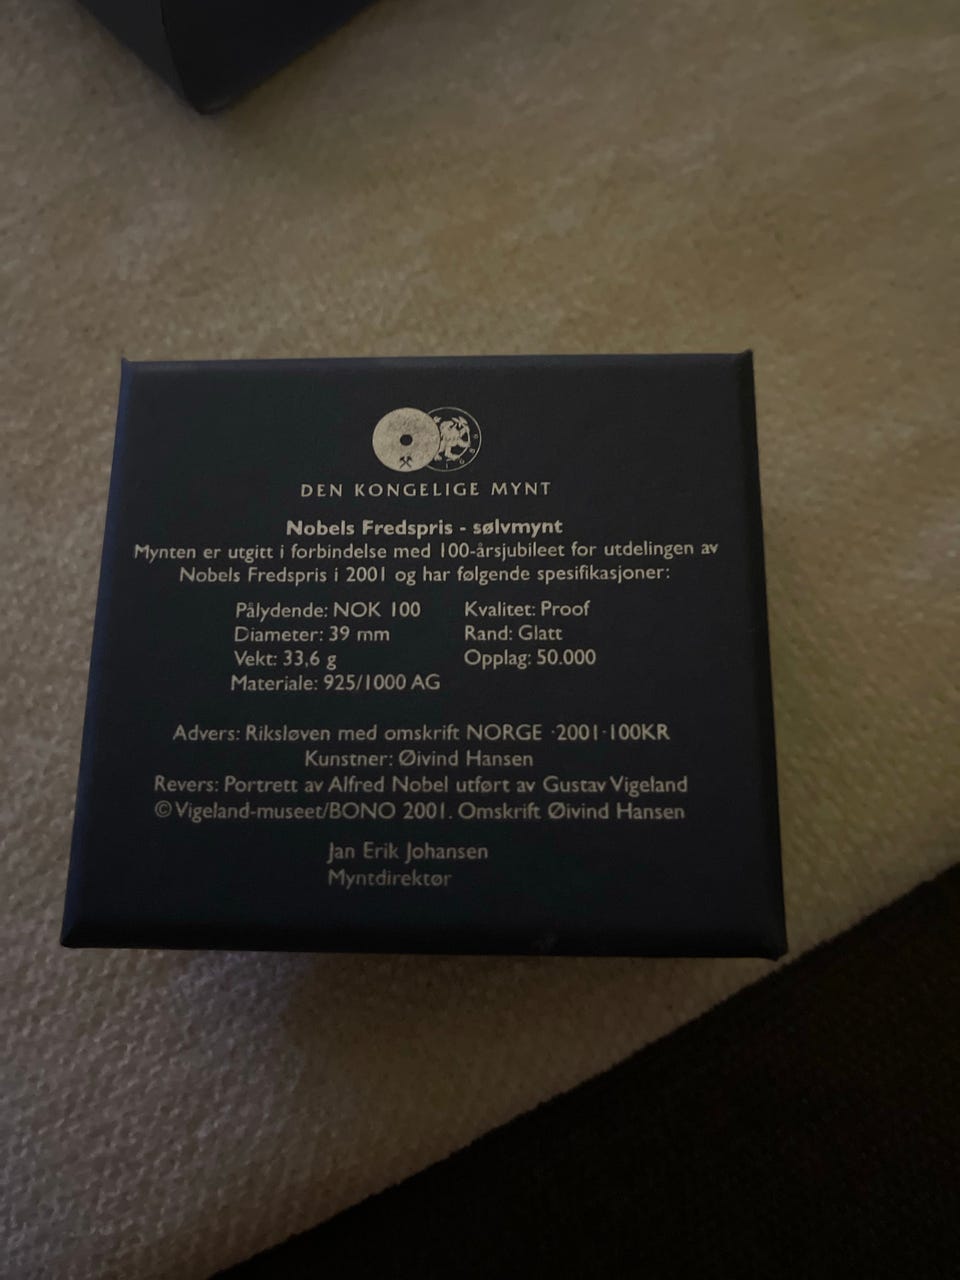 DEN KONGELIGE MYNT
Nobels Fredspris - sølvmynt
Mynten er utgitt i forbindelse med 100-årsjubileet for utdelingen av
Nobels Fredspris i 2001 og har følgende spesifikasjoner:
Pålydende: NOK 100 Kvalitet: Proof
Diameter: 39 mm Rand: Glatt
Vekt: 33,6 g Opplag: 50.000
Materiale: 925/1000 AG
Advers: Riksløven med omskrift NORGE ·2001·100KR
Kunstner: Øivind Hansen
Revers: Portrett av Alfred Nobel utført av Gustav Vigeland
© Vigeland-museet/BONO 2001. Omskrift Øivind Hansen
Jan Erik Johansen
Myntdirektør